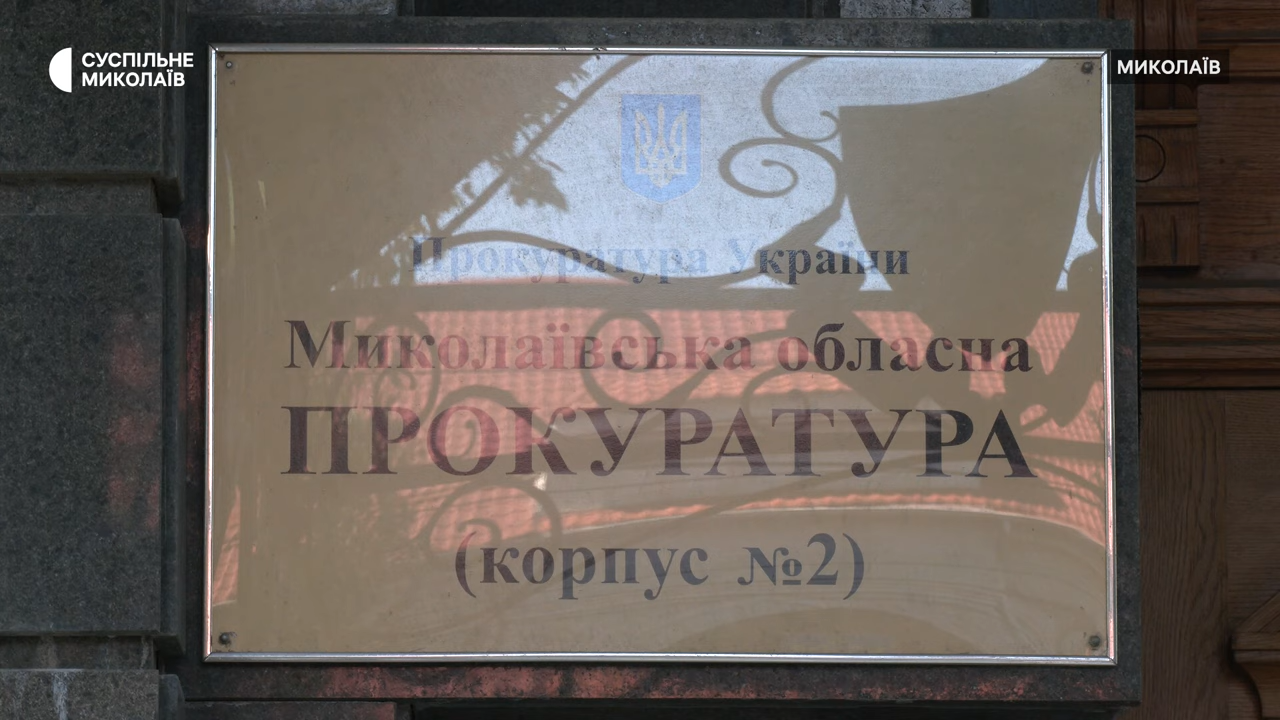 СУСПІЛЬНЕ
МИКОЛАЇВ
МИКОЛАЇВ
Прокуратура України
Миколаївська обласна
ПРОКУРАТУРА
(корпус №2)